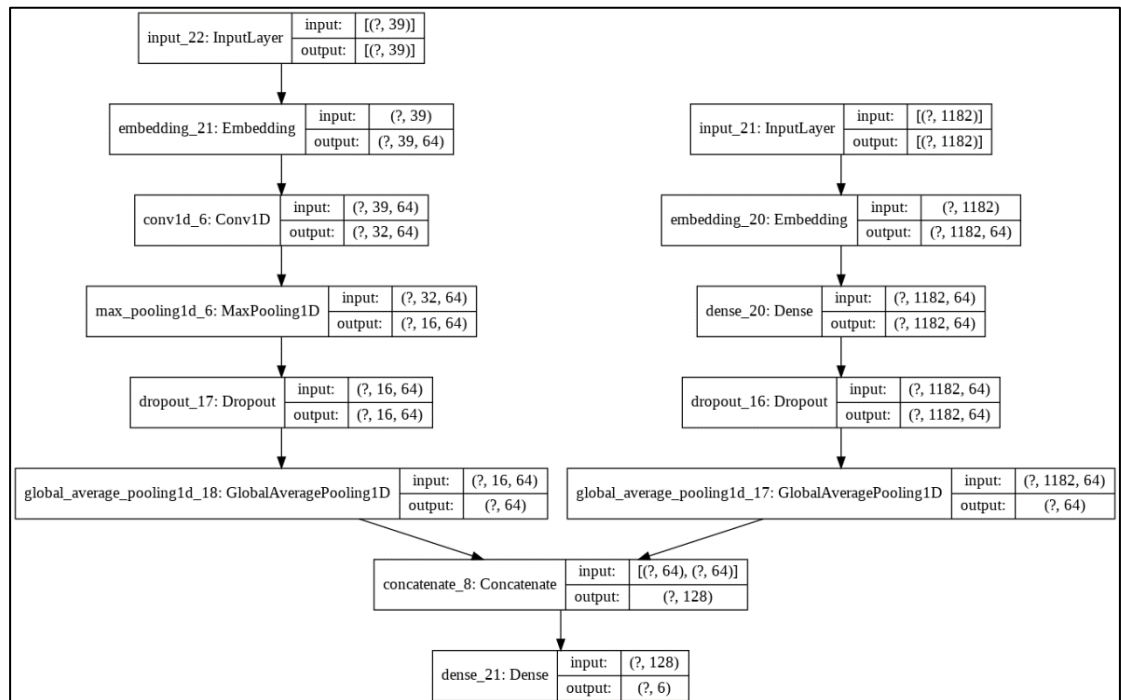 input_22: InputLayer input: [(?, 39)]
output: [(?, 39)]
embedding_21: Embedding input: (?, 39)
output: (?, 39, 64)
input_21: InputLayer input: [(?, 1182)]
output: [(?, 1182)]
conv1d_6: Conv1D input: (?, 39, 64)
output: (?, 32, 64)
embedding_20: Embedding input: (?, 1182)
output: (?, 1182, 64)
max_pooling1d_6: MaxPooling1D input: (?, 32, 64)
output: (?, 16, 64)
dense_20: Dense input: (?, 1182, 64)
output: (?, 1182, 64)
dropout_17: Dropout input: (?, 16, 64)
output: (?, 16, 64)
dropout_16: Dropout input: (?, 1182, 64)
output: (?, 1182, 64)
global_average_pooling1d_18: GlobalAveragePooling1D input: (?, 16, 64)
output: (?, 64)
global_average_pooling1d_17: GlobalAveragePooling1D input: (?, 1182, 64)
output: (?, 64)
concatenate_8: Concatenate input: [(?, 64), (?, 64)]
output: (?, 128)
dense_21: Dense input: (?, 128)
output: (?, 6)